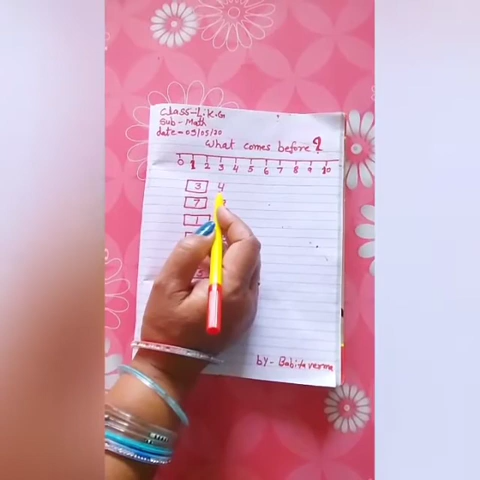 Class - L.K.G
Sub - Math
date = 09/05/20
What comes before ?
0 1 2 3 4 5 6 7 8 9 10
3 4
7
1
by - Babita verma